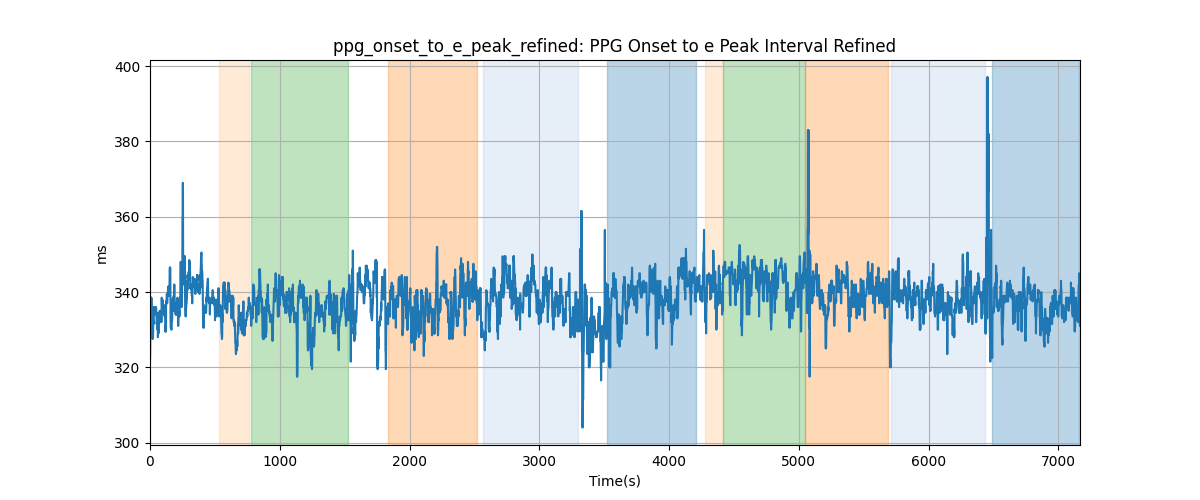 ppg_onset_to_e_peak_refined: PPG Onset to e Peak Interval Refined
400
380
360
340
320
300
ms
0 1000 2000 3000 4000 5000 6000 7000
Time(s)